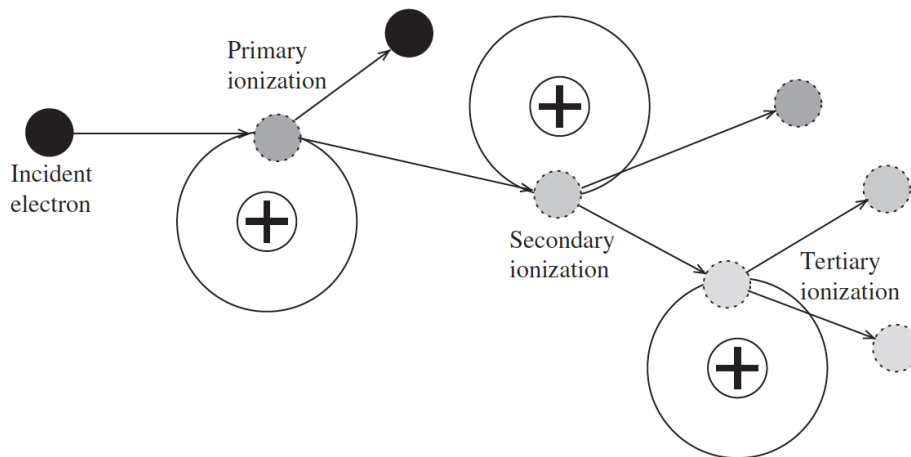 Primary
ionization
Incident
electron
Secondary
ionization
Tertiary
ionization